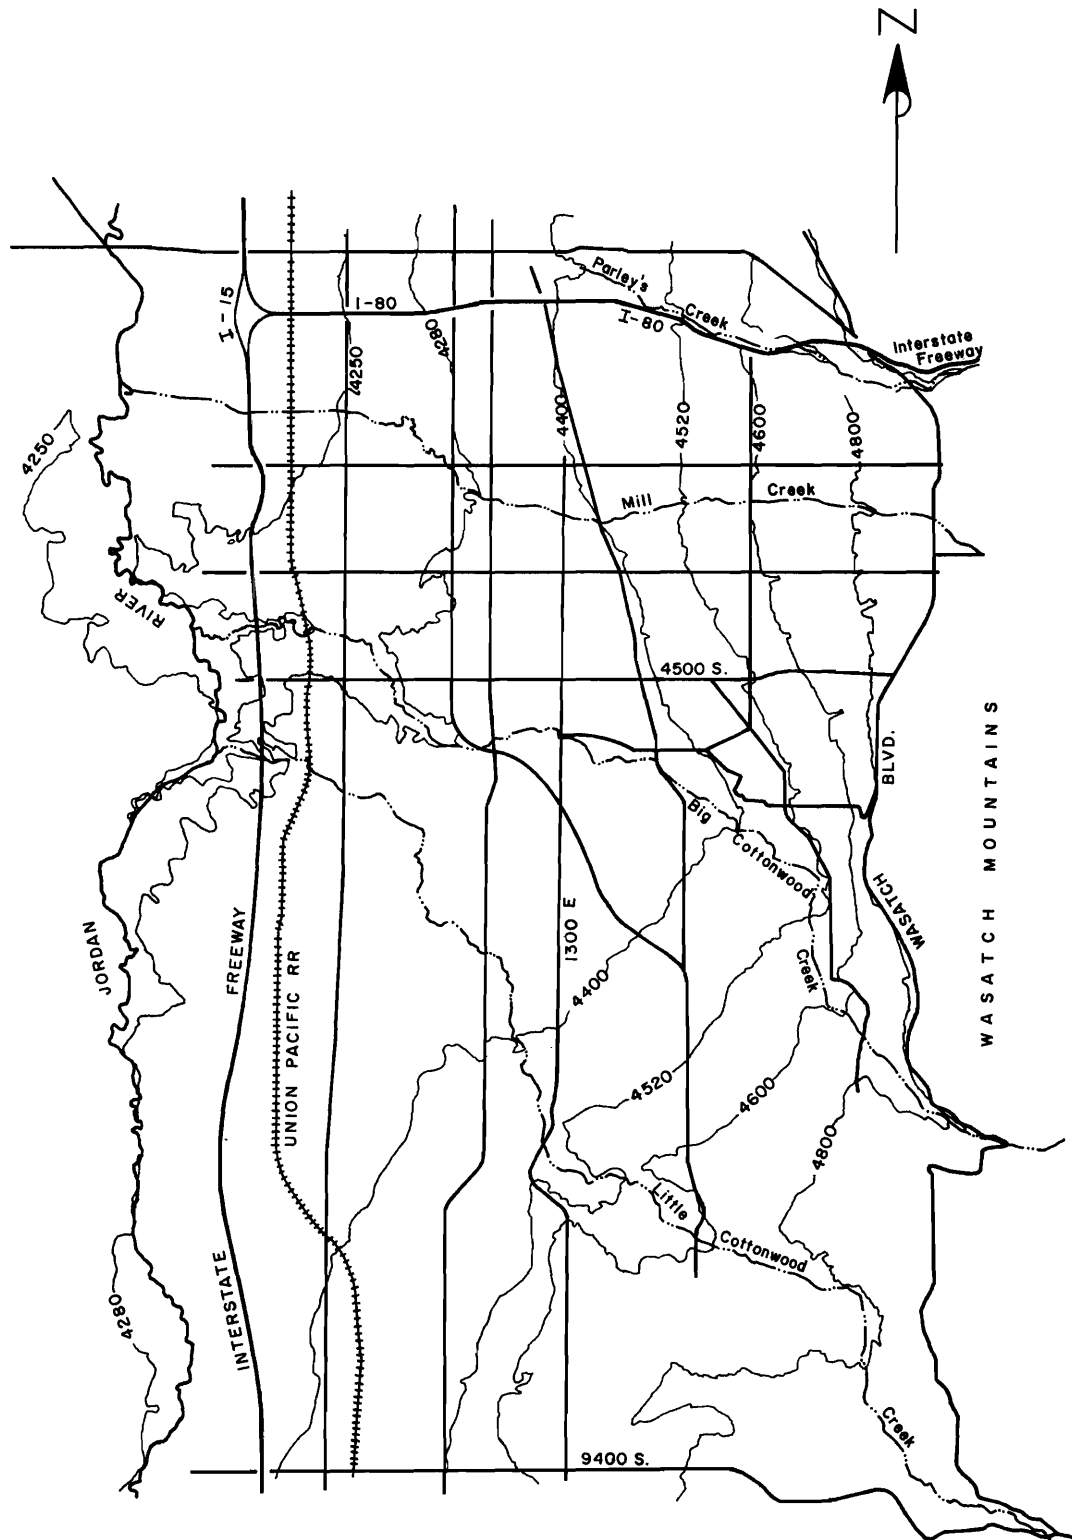 N
I-15
I-80
Parley's
Creek
I-80
Interstate
Freeway
4250
4280
4250
4400
4520
4600
4800
Mill
Creek
RIVER
4500 S.
BLVD.
WASATCH MOUNTAINS
Big
Cottonwood
Creek
WASATCH
JORDAN
FREEWAY
UNION PACIFIC RR
1300 E
4400
4520
4600
4800
Little
Cottonwood
Creek
4280
INTERSTATE
9400 S.